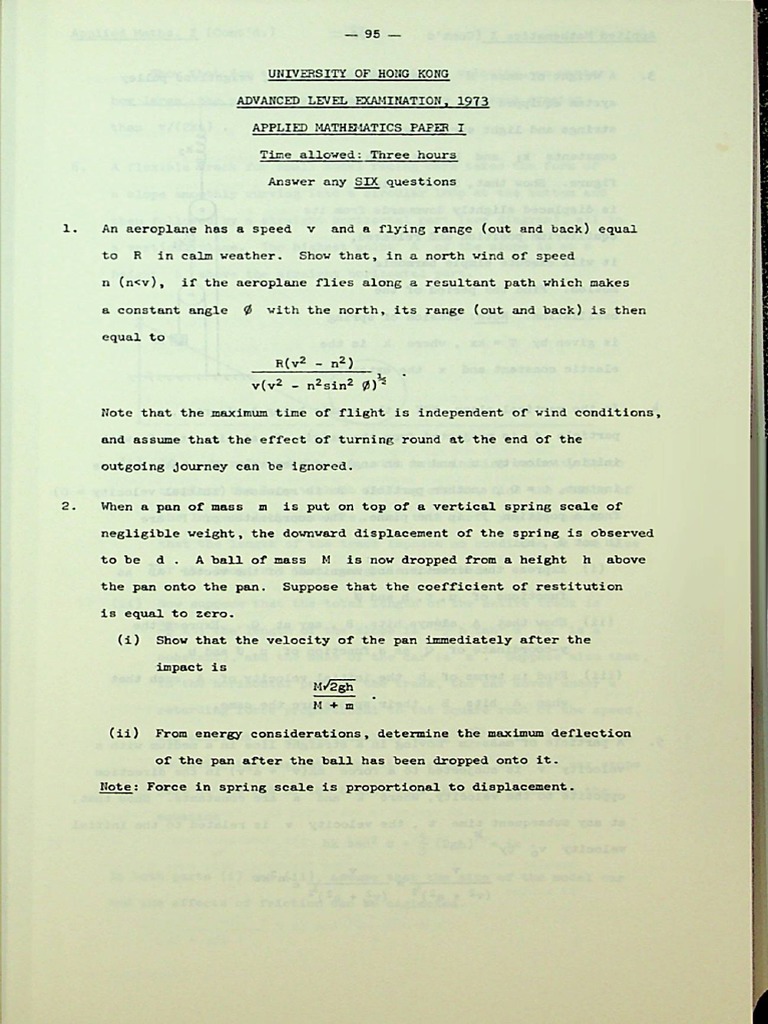 — 95 —
UNIVERSITY OF HONG KONG
ADVANCED LEVEL EXAMINATION, 1973
APPLIED MATHEMATICS PAPER I
Time allowed: Three hours
Answer any SIX questions
1. An aeroplane has a speed v and a flying range (out and back) equal
to R in calm weather. Show that, in a north wind of speed
n (n<v), if the aeroplane flies along a resultant path which makes
a constant angle ∅ with the north, its range (out and back) is then
equal to
R(v² - n²)
v(v² - n²sin² ∅)½ .
Note that the maximum time of flight is independent of wind conditions,
and assume that the effect of turning round at the end of the
outgoing journey can be ignored.
2. When a pan of mass m is put on top of a vertical spring scale of
negligible weight, the downward displacement of the spring is observed
to be d . A ball of mass M is now dropped from a height h above
the pan onto the pan. Suppose that the coefficient of restitution
is equal to zero.
(i) Show that the velocity of the pan immediately after the
impact is
M√2gh
M + m .
(ii) From energy considerations, determine the maximum deflection
of the pan after the ball has been dropped onto it.
Note: Force in spring scale is proportional to displacement.